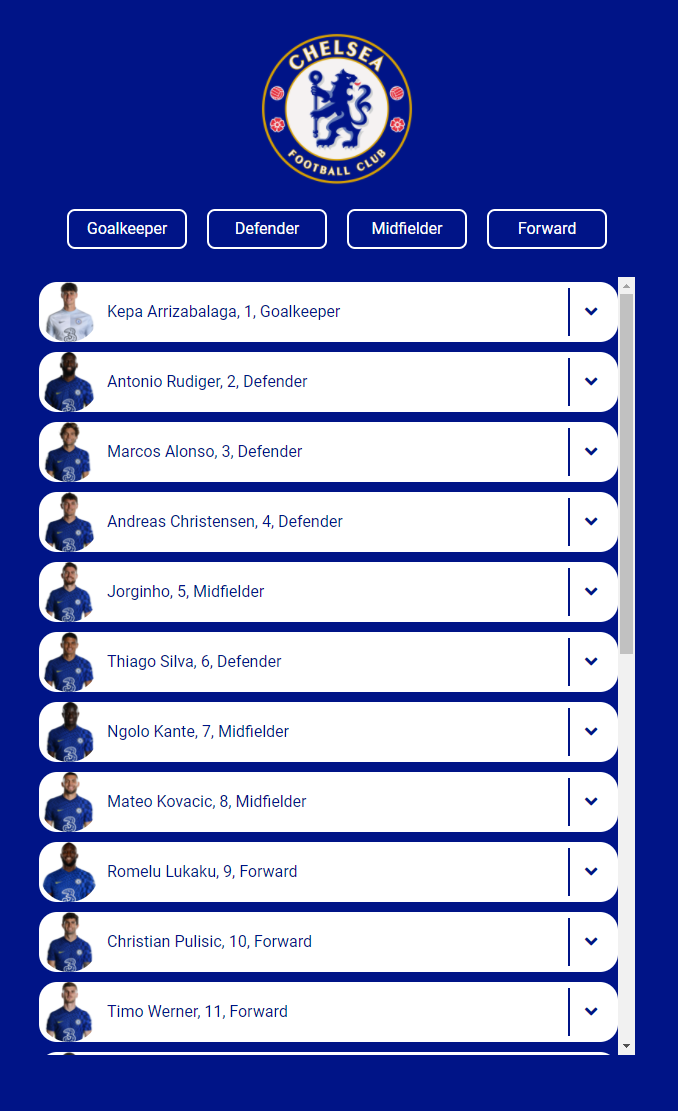 CHELSEA
FOOTBALL CLUB
Goalkeeper
Defender
Midfielder
Forward
Kepa Arrizabalaga, 1, Goalkeeper
Antonio Rudiger, 2, Defender
Marcos Alonso, 3, Defender
Andreas Christensen, 4, Defender
Jorginho, 5, Midfielder
Thiago Silva, 6, Defender
Ngolo Kante, 7, Midfielder
Mateo Kovacic, 8, Midfielder
Romelu Lukaku, 9, Forward
Christian Pulisic, 10, Forward
Timo Werner, 11, Forward